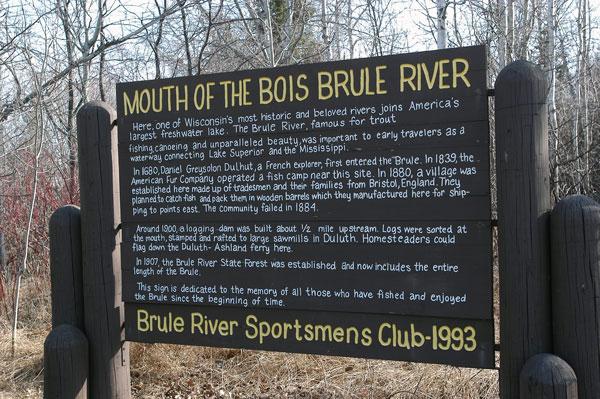 MOUTH OF THE BOIS BRULE RIVER
Here, one of Wisconsin's most historic and beloved rivers joins America's
largest freshwater lake. The Brule River, famous for trout
fishing, canoeing and unparalleled beauty, was important to early travelers as a
waterway connecting Lake Superior and the Mississippi.
In 1680, Daniel Greysolon Dulhut, a French explorer, first entered the Brule. In 1839, the
American Fur Company operated a fish camp near this site. In 1880, a village was
established here made up of tradesmen and their families from Bristol, England. They
planned to catch fish and pack them in wooden barrels which they manufactured here for ship-
ping to points east. The community failed in 1884.
Around 1900, a logging dam was built about ½ mile upstream. Logs were sorted at
the mouth, stamped and rafted to large sawmills in Duluth. Homesteaders could
flag down the Duluth-Ashland ferry here.
In 1907, the Brule River State Forest was established and now includes the entire
length of the Brule.
This sign is dedicated to the memory of all those who have fished and enjoyed
the Brule since the beginning of time.
Brule River Sportsmens Club-1993